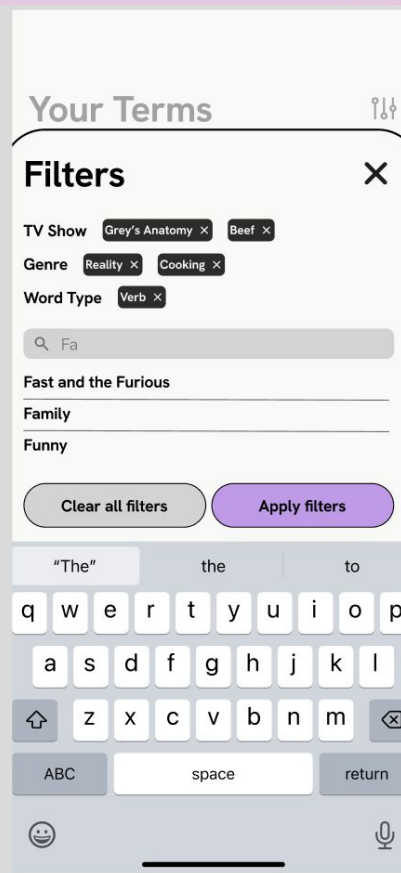 Your Terms
Filters
TV Show Grey's Anatomy × Beef ×
Genre Reality × Cooking ×
Word Type Verb ×
Fa
Fast and the Furious
Family
Funny
Clear all filters Apply filters
“The” the to
q w e r t y u i o p
a s d f g h j k l
z x c v b n m
ABC space return